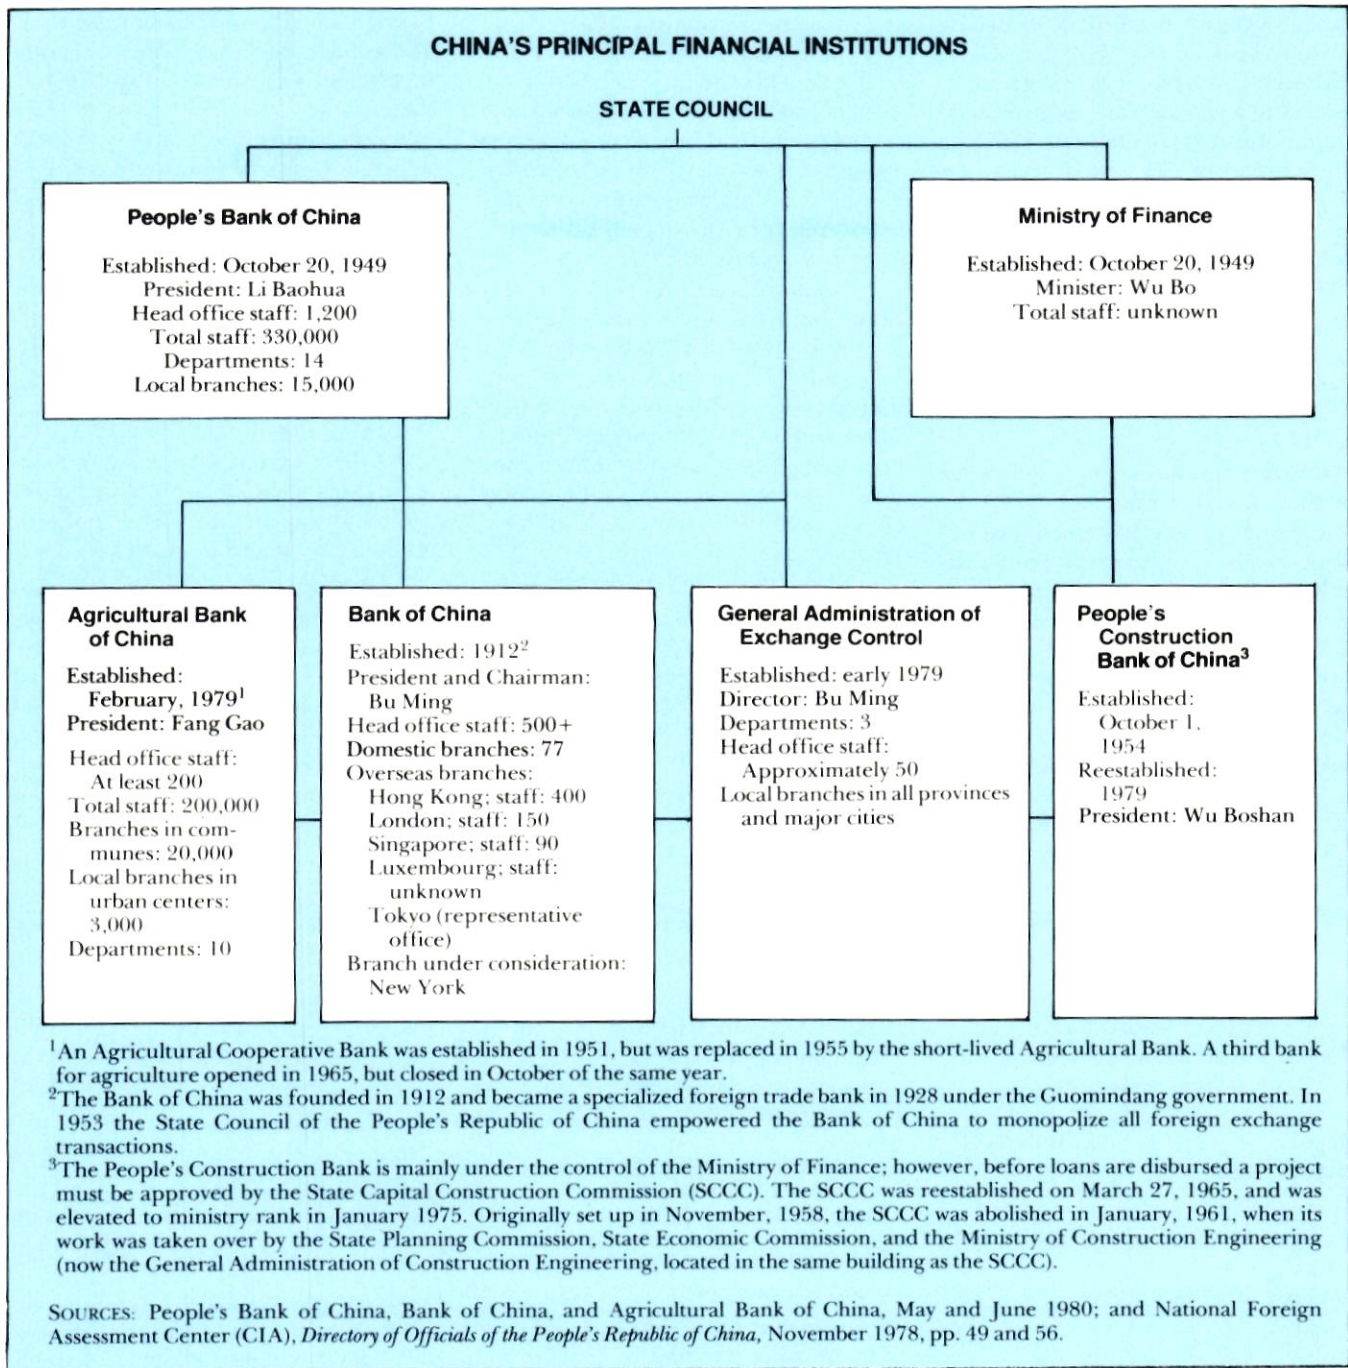 CHINA'S PRINCIPAL FINANCIAL INSTITUTIONS
STATE COUNCIL
People's Bank of China
Established: October 20, 1949
President: Li Baohua
Head office staff: 1,200
Total staff: 330,000
Departments: 14
Local branches: 15,000
Ministry of Finance
Established: October 20, 1949
Minister: Wu Bo
Total staff: unknown
Agricultural Bank
of China
Established:
February, 1979¹
President: Fang Gao
Head office staff:
At least 200
Total staff: 200,000
Branches in com-
munes: 20,000
Local branches in
urban centers:
3,000
Departments: 10
Bank of China
Established: 1912²
President and Chairman:
Bu Ming
Head office staff: 500+
Domestic branches: 77
Overseas branches:
Hong Kong; staff: 400
London; staff: 150
Singapore; staff: 90
Luxembourg; staff:
unknown
Tokyo (representative
office)
Branch under consideration:
New York
General Administration of
Exchange Control
Established: early 1979
Director: Bu Ming
Departments: 3
Head office staff:
Approximately 50
Local branches in all provinces
and major cities
People's
Construction
Bank of China³
Established:
October 1,
1954
Reestablished:
1979
President: Wu Boshan
¹An Agricultural Cooperative Bank was established in 1951, but was replaced in 1955 by the short-lived Agricultural Bank. A third bank
for agriculture opened in 1965, but closed in October of the same year.
²The Bank of China was founded in 1912 and became a specialized foreign trade bank in 1928 under the Guomindang government. In
1953 the State Council of the People's Republic of China empowered the Bank of China to monopolize all foreign exchange
transactions.
³The People's Construction Bank is mainly under the control of the Ministry of Finance; however, before loans are disbursed a project
must be approved by the State Capital Construction Commission (SCCC). The SCCC was reestablished on March 27, 1965, and was
elevated to ministry rank in January 1975. Originally set up in November, 1958, the SCCC was abolished in January, 1961, when its
work was taken over by the State Planning Commission, State Economic Commission, and the Ministry of Construction Engineering
(now the General Administration of Construction Engineering, located in the same building as the SCCC).
SOURCES: People's Bank of China, Bank of China, and Agricultural Bank of China, May and June 1980; and National Foreign
Assessment Center (CIA), Directory of Officials of the People's Republic of China, November 1978, pp. 49 and 56.